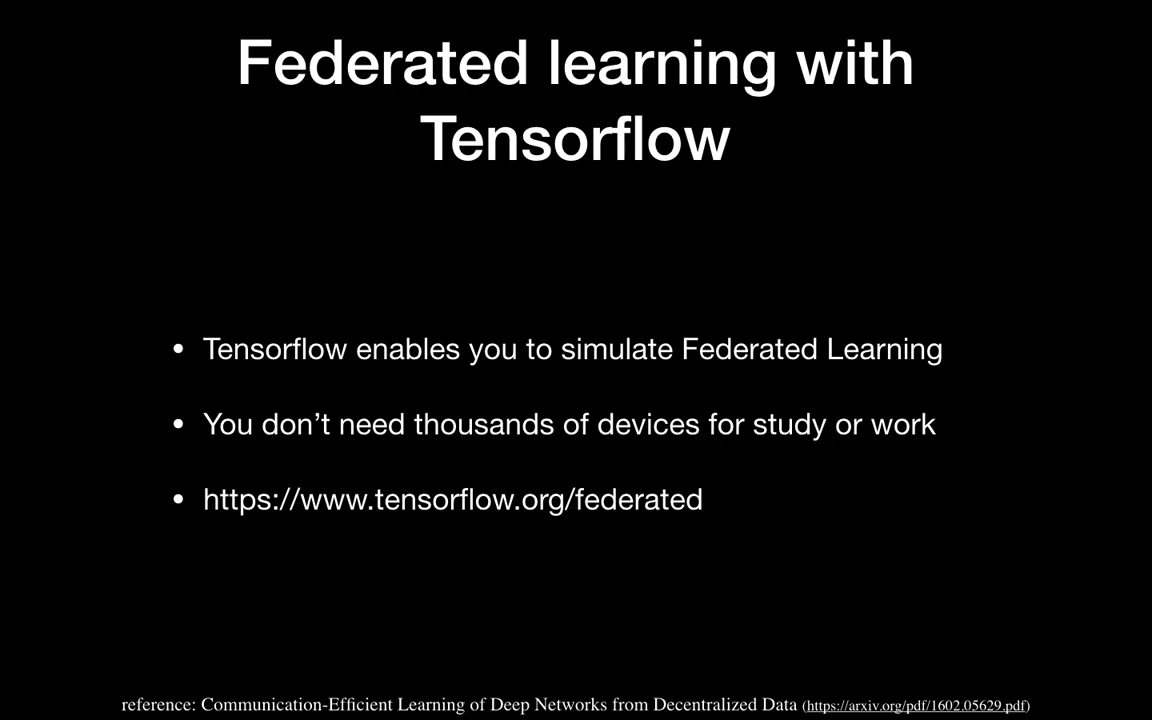 Federated learning with
Tensorflow
• Tensorflow enables you to simulate Federated Learning
• You don’t need thousands of devices for study or work
• https://www.tensorflow.org/federated
reference: Communication-Efficient Learning of Deep Networks from Decentralized Data (https://arxiv.org/pdf/1602.05629.pdf)